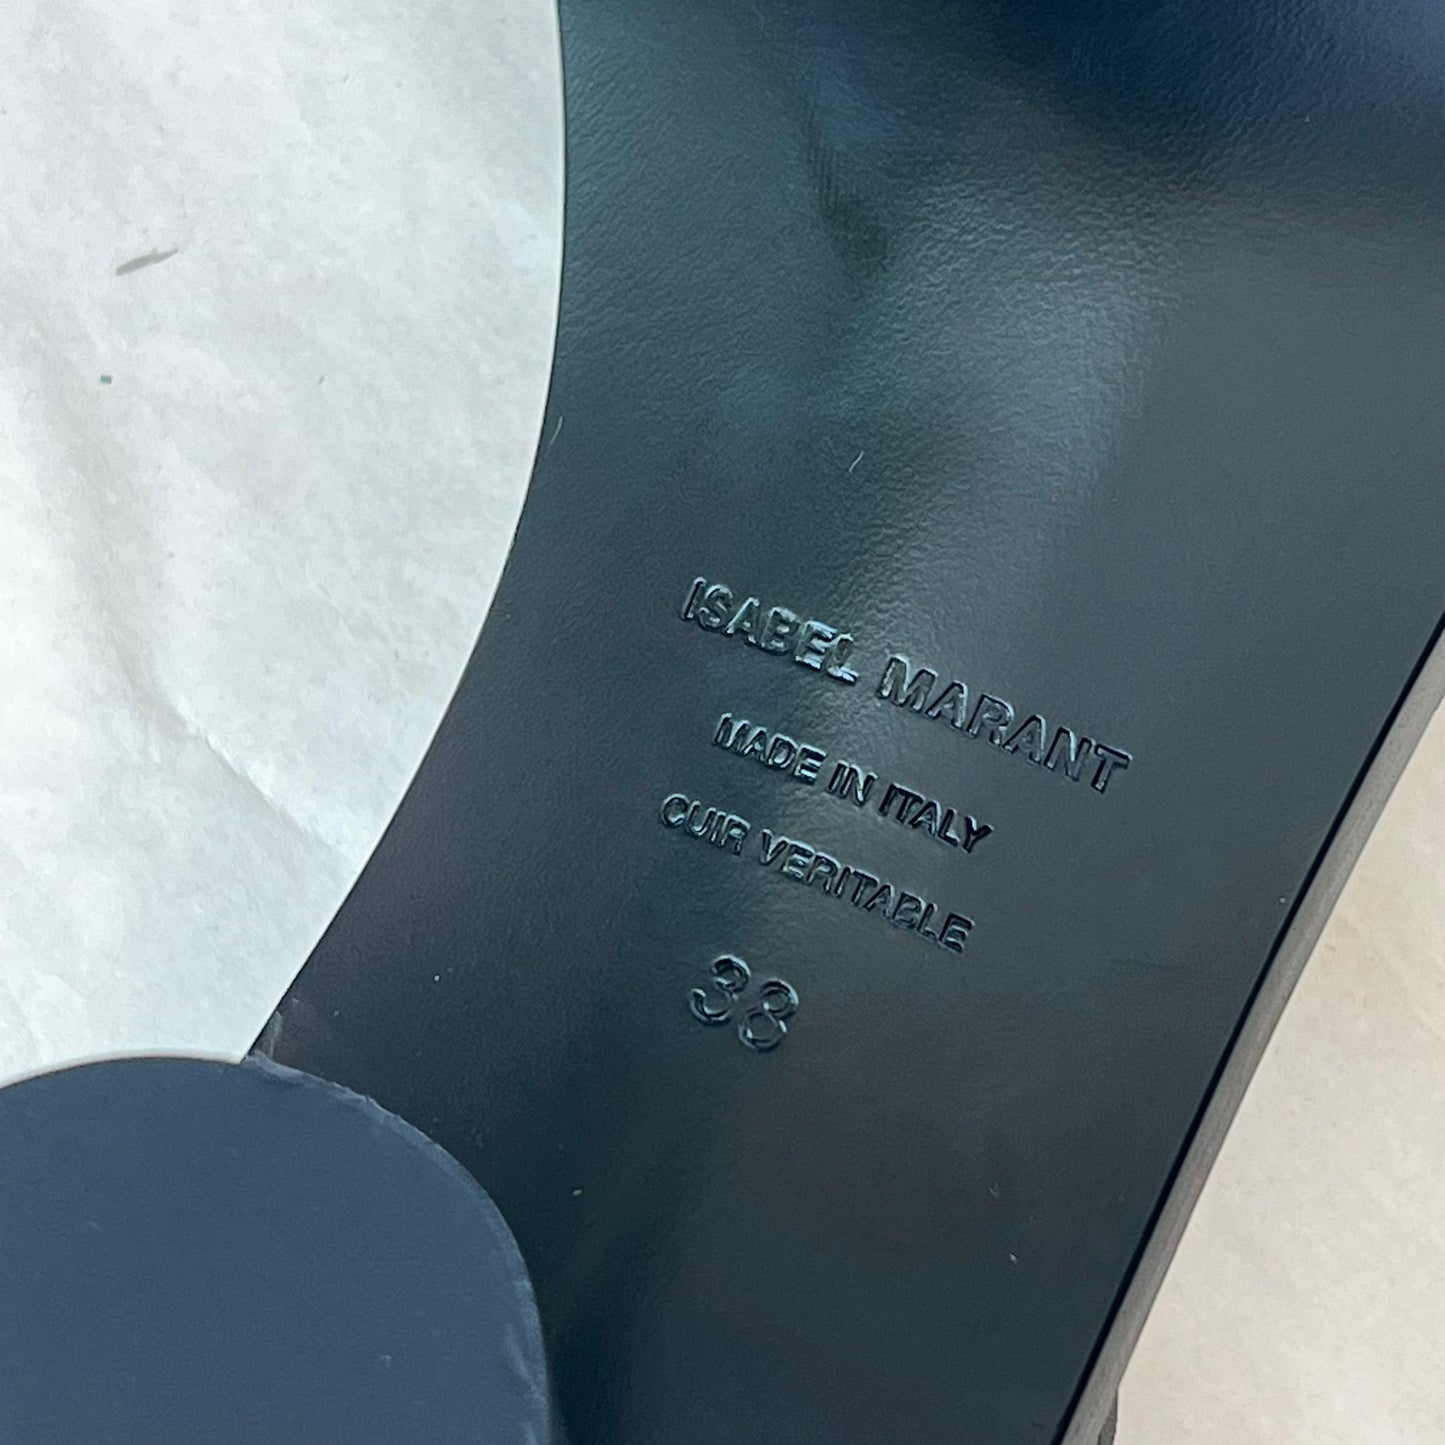 ISABEL MARANT
MADE IN ITALY
CUIR VERITABLE
38